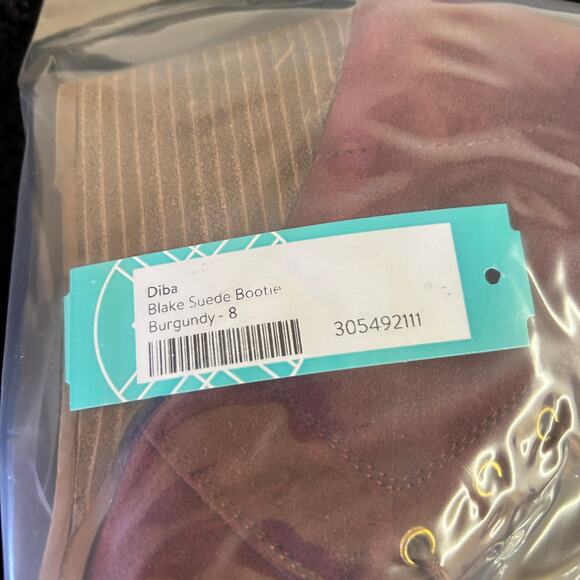 Diba
Blake Suede Bootie
Burgundy - 8
305492111